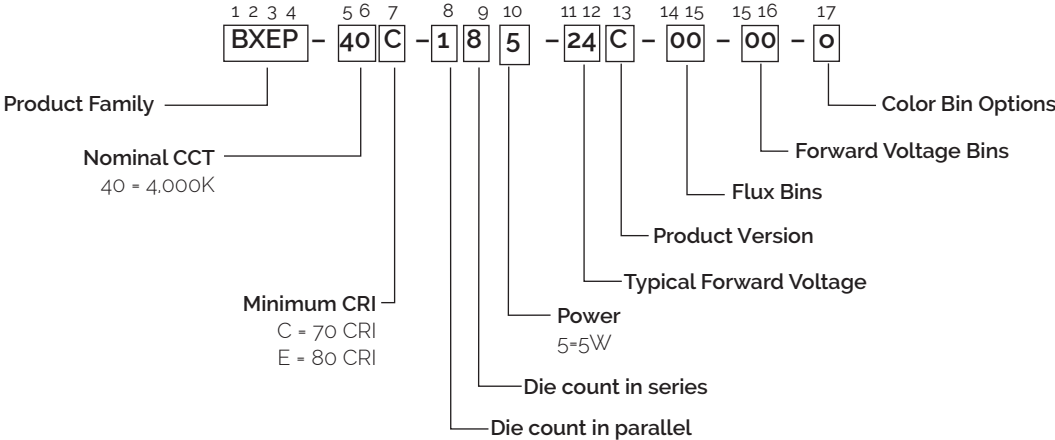 1 2 3 4 5 6 7 8 9 10 11 12 13 14 15 15 16 17
BXEP – 40 C – 1 8 5 – 24 C – 00 – 00 – 0
Product Family
Color Bin Options
Nominal CCT
40 = 4,000K
Forward Voltage Bins
Flux Bins
Product Version
Typical Forward Voltage
Minimum CRI
C = 70 CRI
E = 80 CRI
Power
5=5W
Die count in series
Die count in parallel